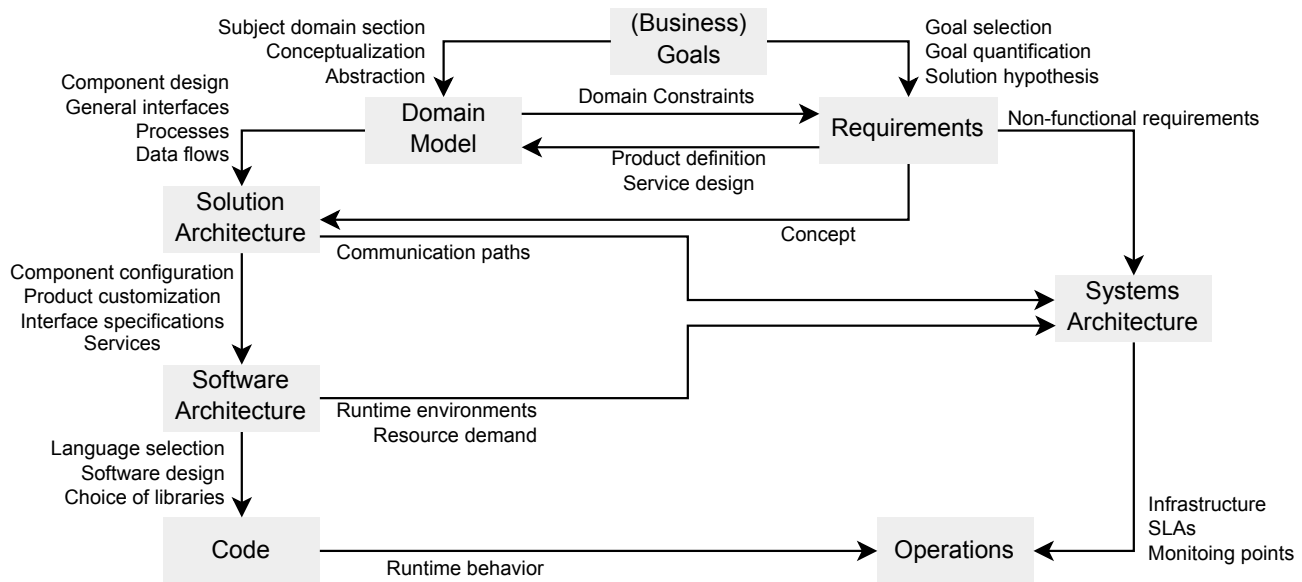 Subject domain section
Conceptualization
Abstraction
(Business)
Goals
Goal selection
Goal quantification
Solution hypothesis
Component design
General interfaces
Processes
Data flows
Domain
Model
Domain Constraints
Product definition
Service design
Requirements
Non-functional requirements
Solution
Architecture
Concept
Communication paths
Component configuration
Product customization
Interface specifications
Services
Systems
Architecture
Software
Architecture
Runtime environments
Resource demand
Language selection
Software design
Choice of libraries
Infrastructure
SLAs
Monitoing points
Code
Runtime behavior
Operations